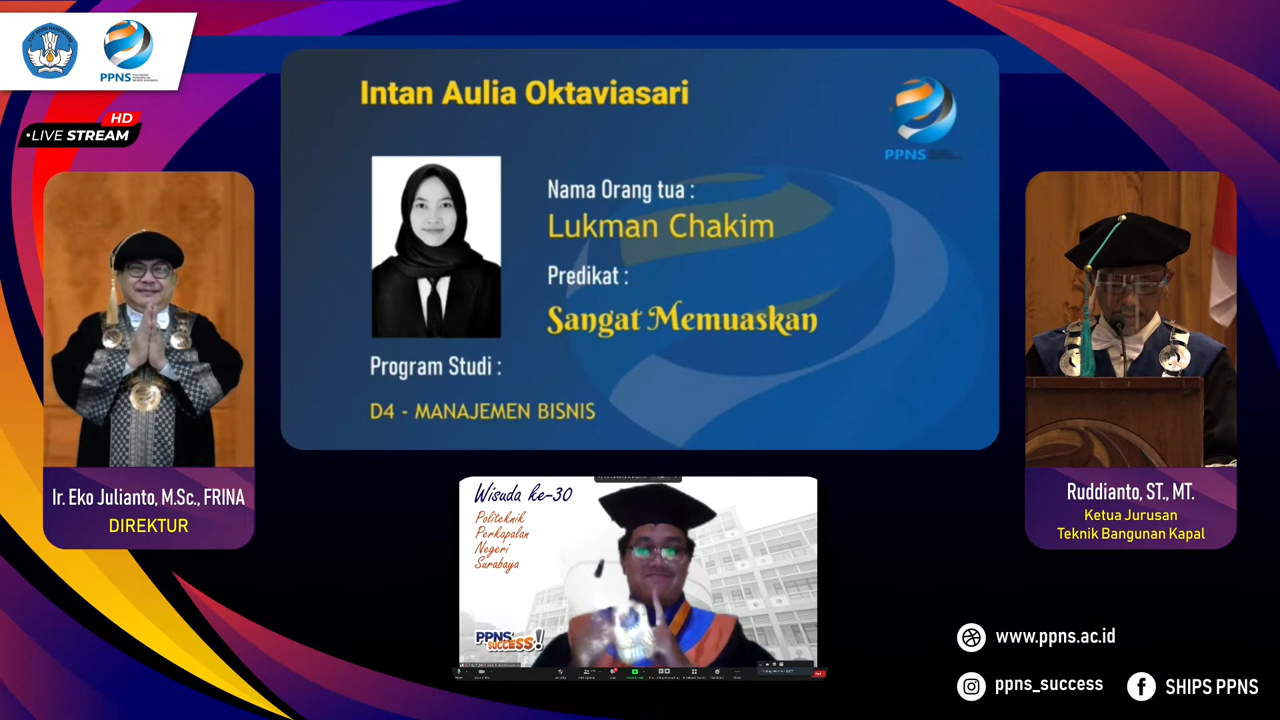 PPNS
HD
•LIVE STREAM
Intan Aulia Oktaviasari
PPNS
Nama Orang tua :
Lukman Chakim
Predikat :
Sangat Memuaskan
Program Studi :
D4 - MANAJEMEN BISNIS
Ir. Eko Julianto, M.Sc., FRINA
DIREKTUR
Ruddianto, ST., MT.
Ketua Jurusan
Teknik Bangunan Kapal
Wisuda ke-30
Politeknik
Perkapalan
Negeri
Surabaya
PPNS
SUCCESS!
www.ppns.ac.id
ppns_success
SHIPS PPNS